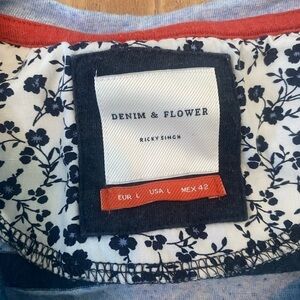 DENIM & FLOWER
RICKY SINGH
EUR L USA L MEX 42